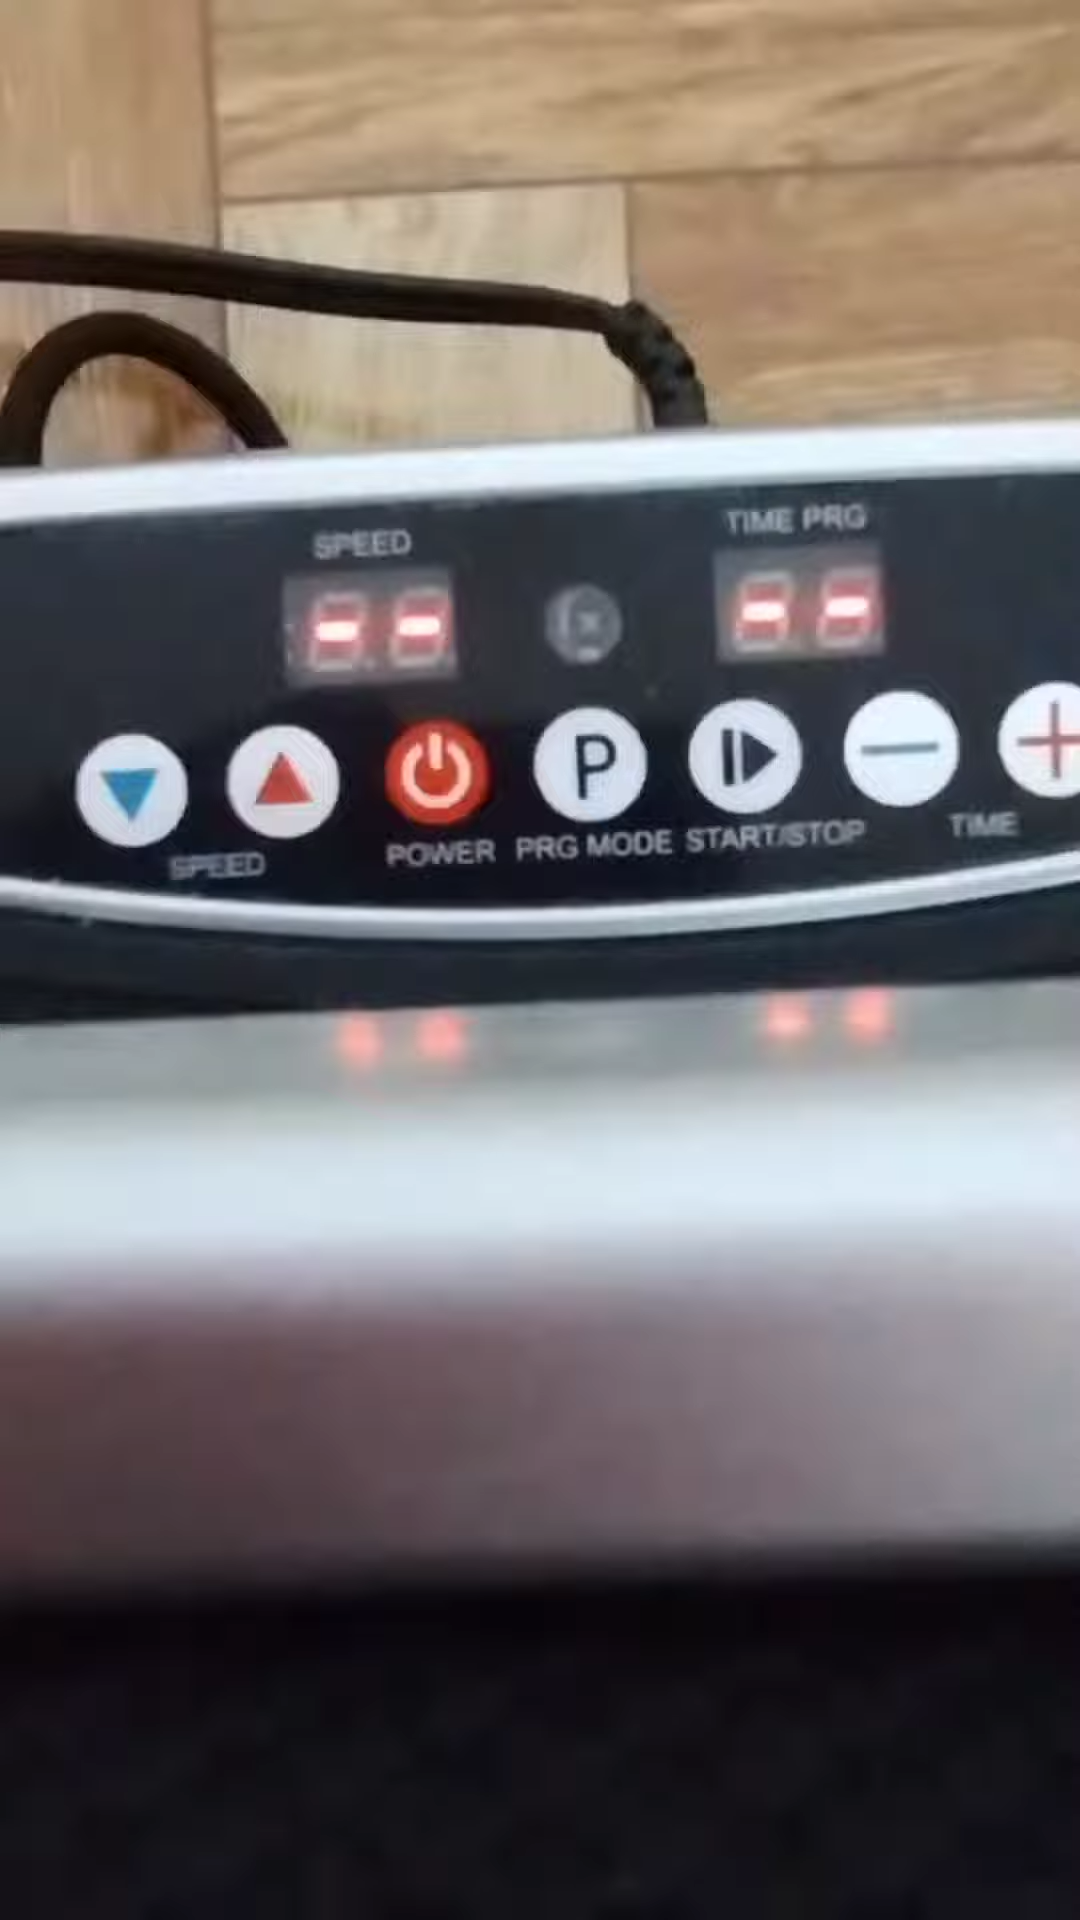 SPEED
TIME PRG
-- --
P
SPEED
POWER
PRG MODE
START/STOP
TIME